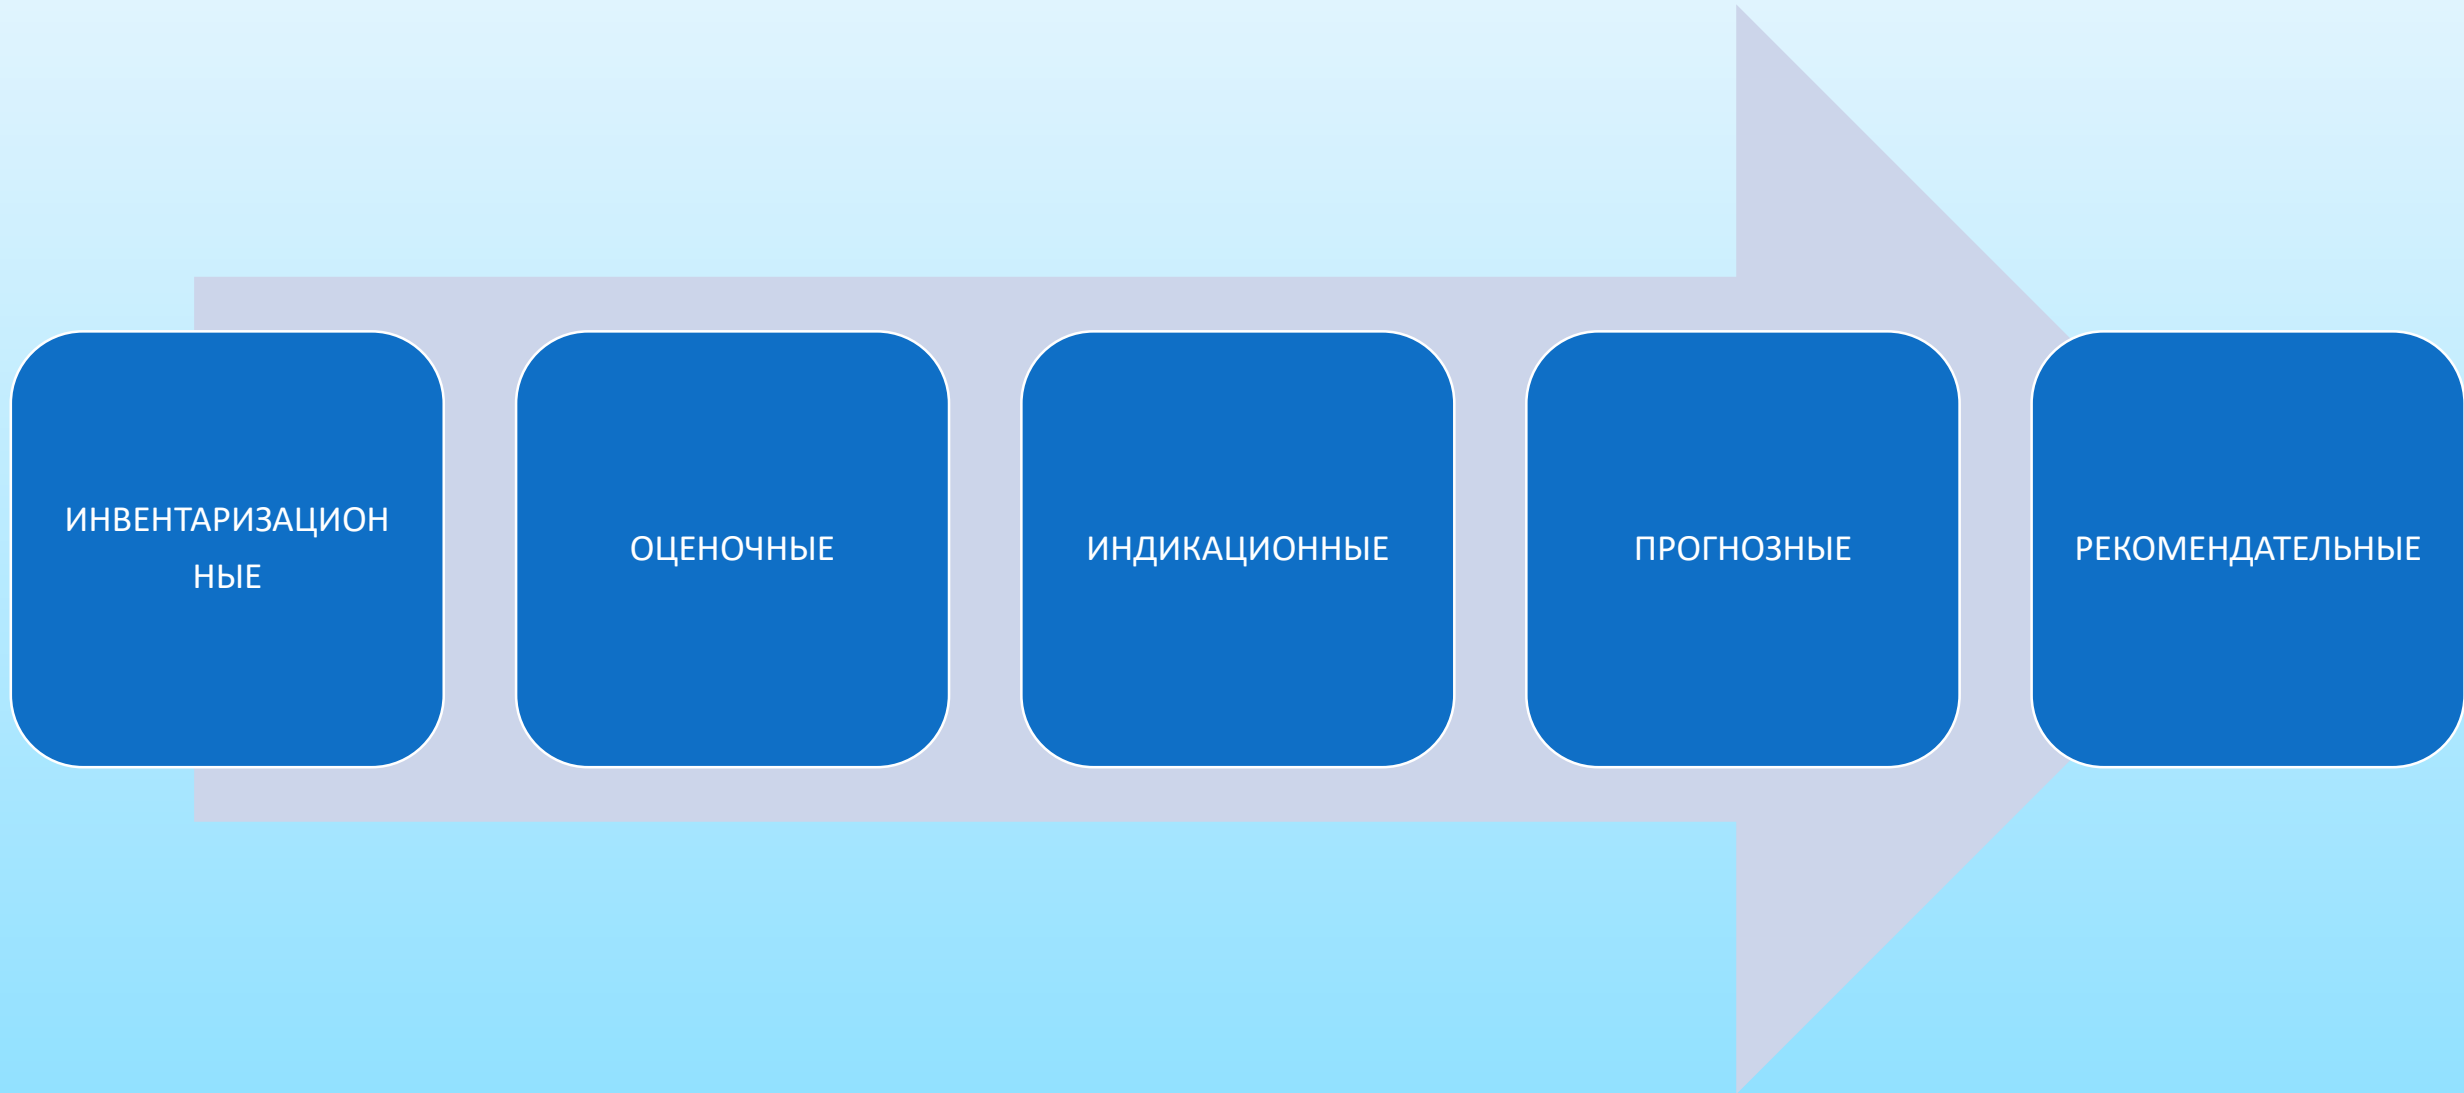 ИНВЕНТАРИЗАЦИОН
НЫЕ
ОЦЕНОЧНЫЕ
ИНДИКАЦИОННЫЕ
ПРОГНОЗНЫЕ
РЕКОМЕНДАТЕЛЬНЫЕ